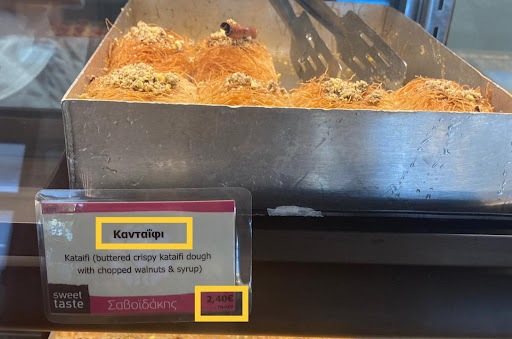 Κανταΐφι
Kataifi (buttered crispy kataifi dough
with chopped walnuts & syrup)
sweet
taste
Σαβοϊδάκης
2,40€